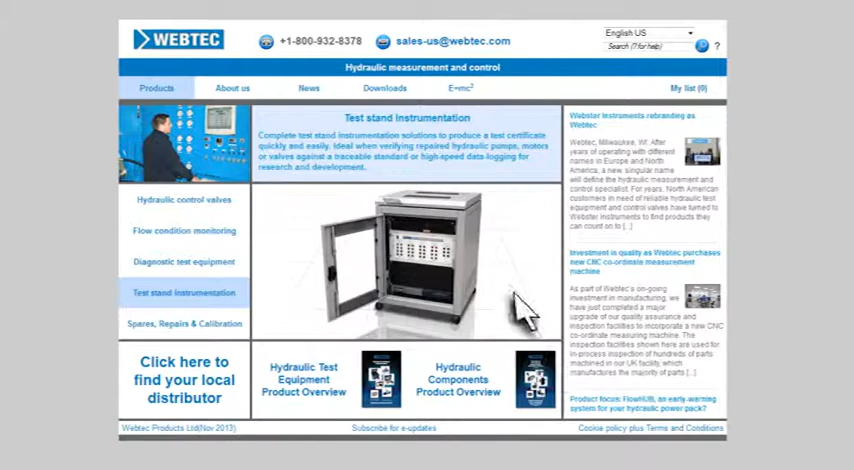 WEBTEC
+1-800-932-8378
sales-us@webtec.com
English US
Search (? for help)
?
Hydraulic measurement and control
Products
About us
News
Downloads
E=mc²
My list (0)
Test stand instrumentation
Complete test stand instrumentation solutions to produce a test certificate
quickly and easily. Ideal when verifying repaired hydraulic pumps, motors
or valves against a traceable standard or high-speed data-logging for
research and development.
Hydraulic control valves
Flow condition monitoring
Diagnostic test equipment
Test stand instrumentation
Spares, Repairs & Calibration
Click here to
find your local
distributor
Hydraulic Test
Equipment
Product Overview
Hydraulic
Components
Product Overview
Webster Instruments rebranding as
Webtec
Webtec, Milwaukee, WI. After
years of operating with different
names in Europe and North
America, a new, singular name
will define the hydraulic measurement and
control specialist. For years, North American
customers in need of reliable hydraulic test
equipment and control valves have turned to
Webster Instruments to find products they
can count on to [...]
Investment in quality as Webtec purchases
new CNC co-ordinate measurement
machine
As part of Webtec's on-going
investment in manufacturing, we
have just completed a major
upgrade of our quality assurance and
inspection facilities to incorporate a new CNC
co-ordinate measuring machine. The
inspection facilities shown here are used for
in-process inspection of hundreds of parts
machined in our UK facility, which
manufactures the majority of parts [...]
Product focus: FlowHUB, an early-warning
system for your hydraulic power pack?
Webtec Products Ltd(Nov 2013)
Subscribe for e-updates
Cookie policy plus Terms and Conditions